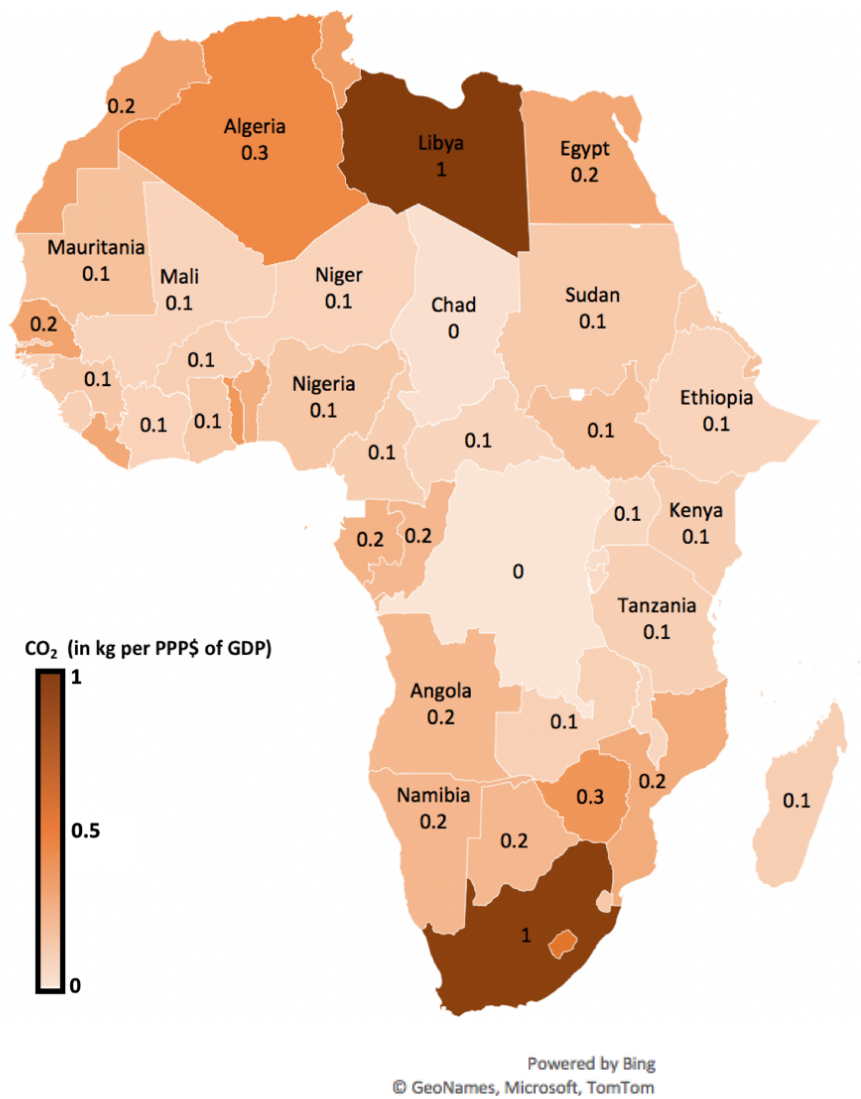 0.2
Algeria
0.3
Libya
1
Egypt
0.2
Mauritania
0.1
Mali
0.1
Niger
0.1
Chad
0
Sudan
0.1
0.2
0.1
0.1
Nigeria
0.1
Ethiopia
0.1
0.1
0.1
0.1
0.1
0.1
0.2
0.2
0.1
Kenya
0.1
0
Tanzania
0.1
CO₂ (in kg per PPP$ of GDP)
1
0.5
0
Angola
0.2
0.1
Namibia
0.2
0.3
0.2
0.2
0.1
1
Powered by Bing
© GeoNames, Microsoft, TomTom